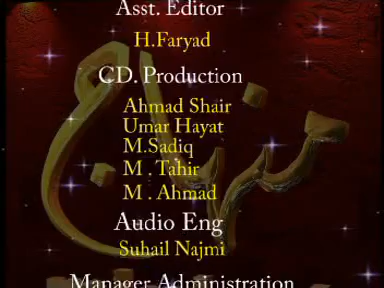 Asst. Editor
H.Faryad
CD. Production
Ahmad Shair
Umar Hayat
M.Sadiq
M . Tahir
M . Ahmad
Audio Eng
Suhail Najmi
Manager Administration